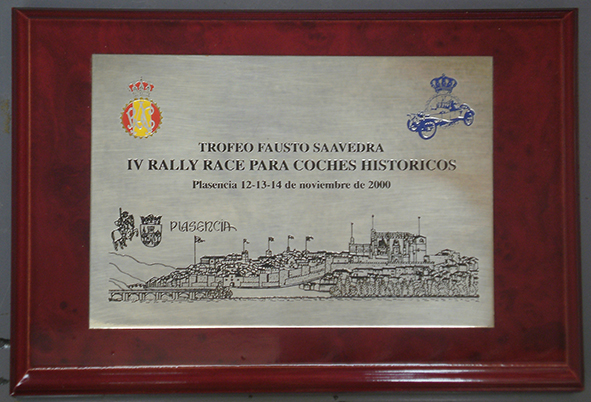 TROFEO FAUSTO SAAVEDRA
IV RALLY RACE PARA COCHES HISTORICOS
Plasencia 12-13-14 de noviembre de 2000
PLASENCIA